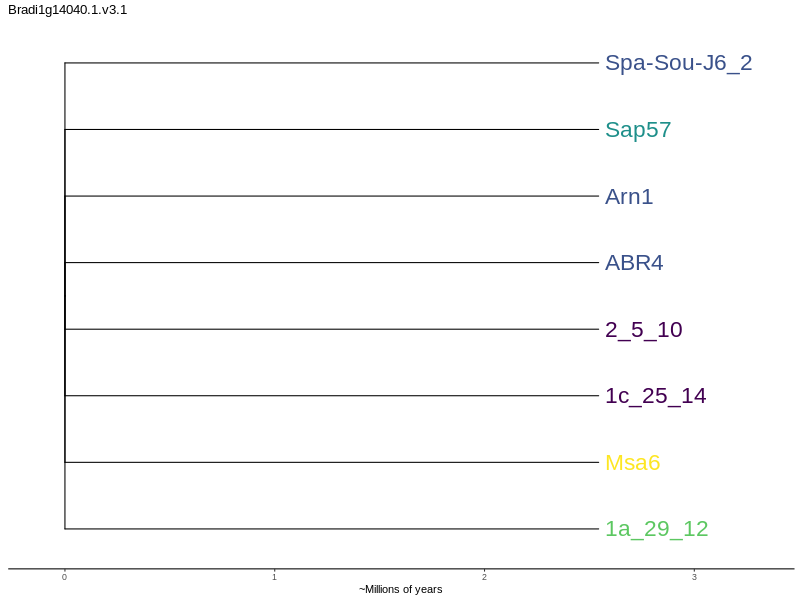 Bradi1g14040.1.v3.1
Spa-Sou-J6_2
Sap57
Arn1
ABR4
2_5_10
1c_25_14
Msa6
1a_29_12
0 1 2 3
~Millions of years